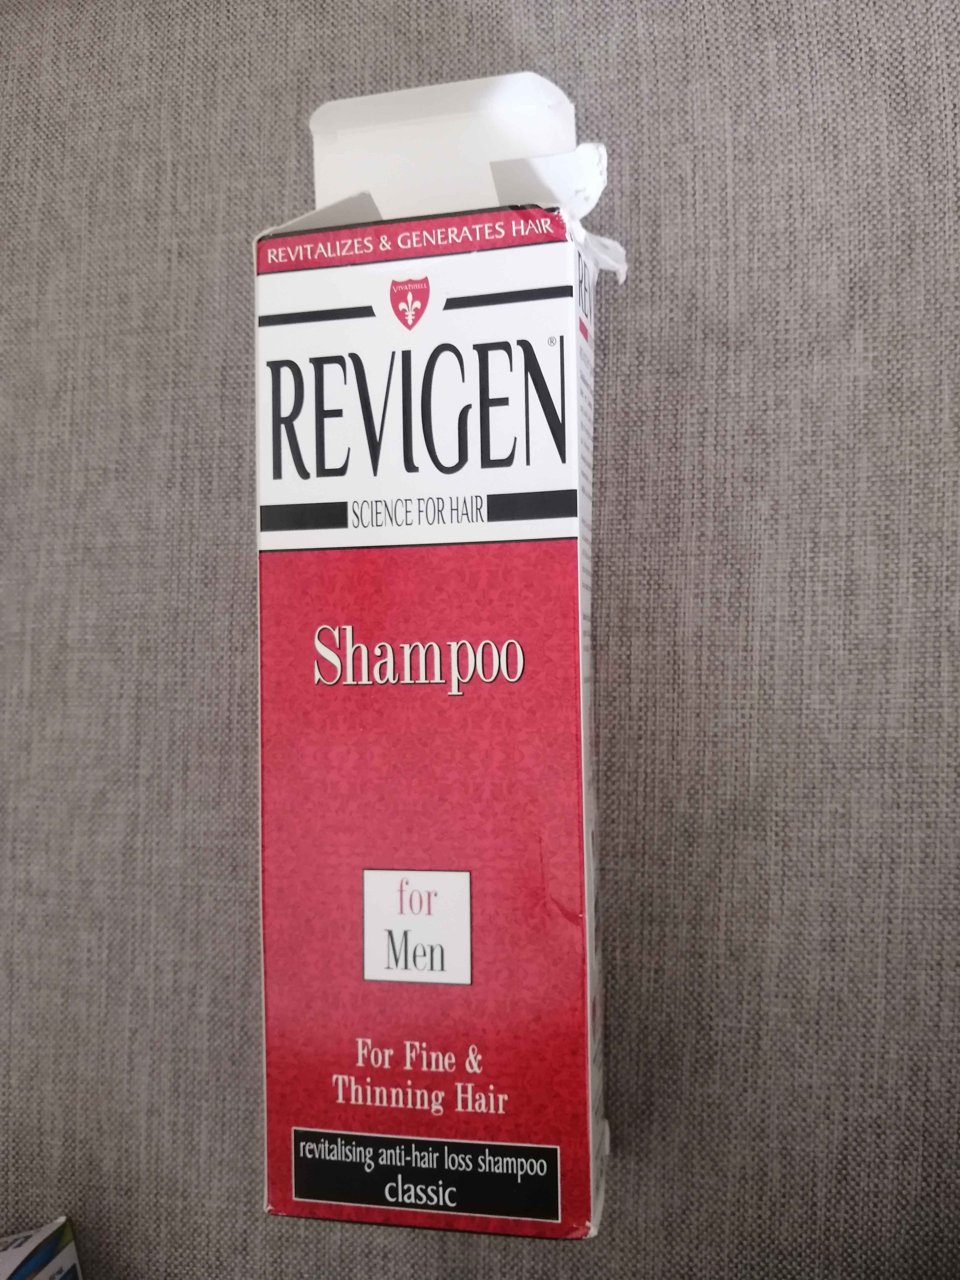 REVITALIZES & GENERATES HAIR
VIVATINELL
REVIGEN®
SCIENCE FOR HAIR
Shampoo
for
Men
For Fine &
Thinning Hair
revitalising anti-hair loss shampoo
classic